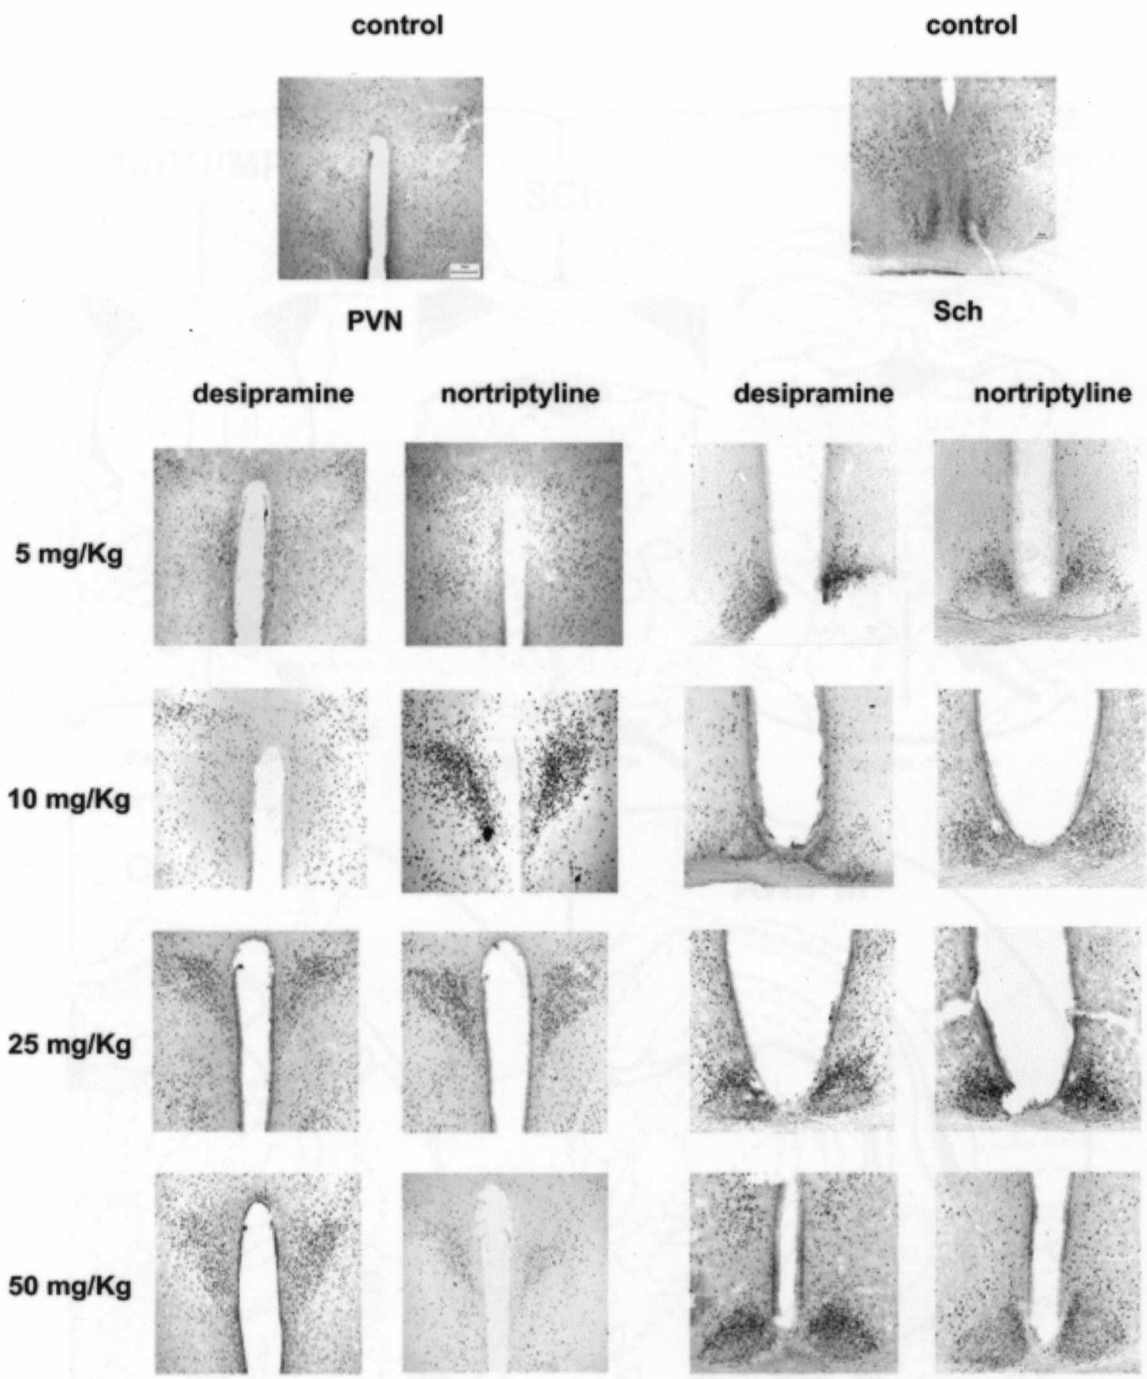 control control
PVN Sch
desipramine nortriptyline desipramine nortriptyline
5 mg/Kg
10 mg/Kg
25 mg/Kg
50 mg/Kg